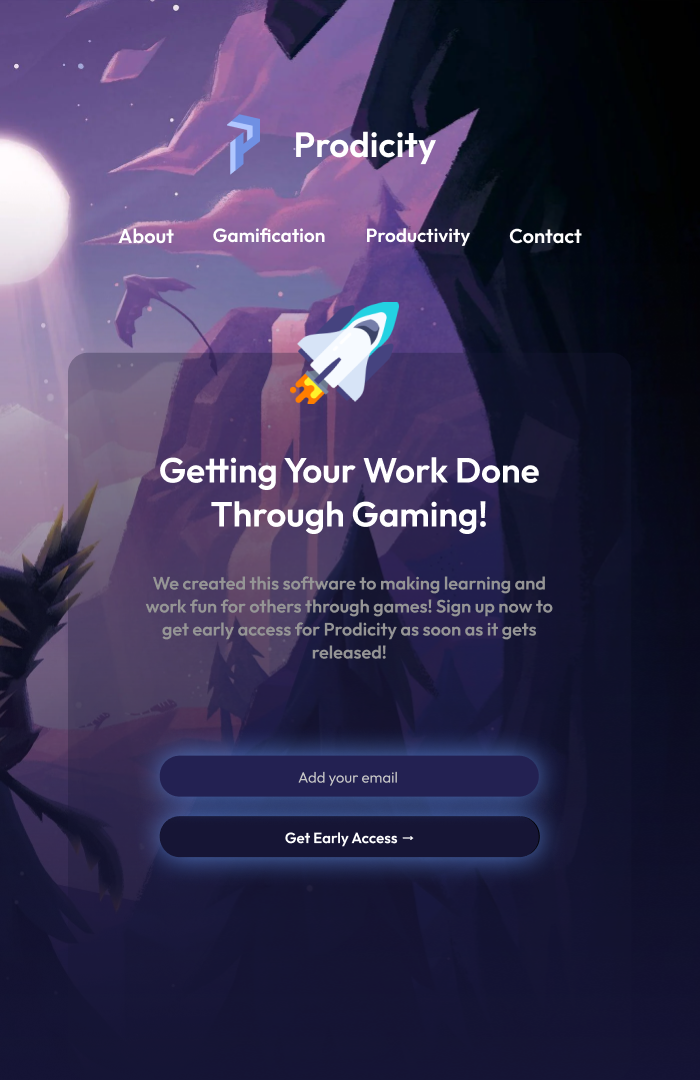 Prodicity
About Gamification Productivity Contact
Getting Your Work Done
Through Gaming!
We created this software to making learning and
work fun for others through games! Sign up now to
get early access for Prodicity as soon as it gets
released!
Add your email
Get Early Access →